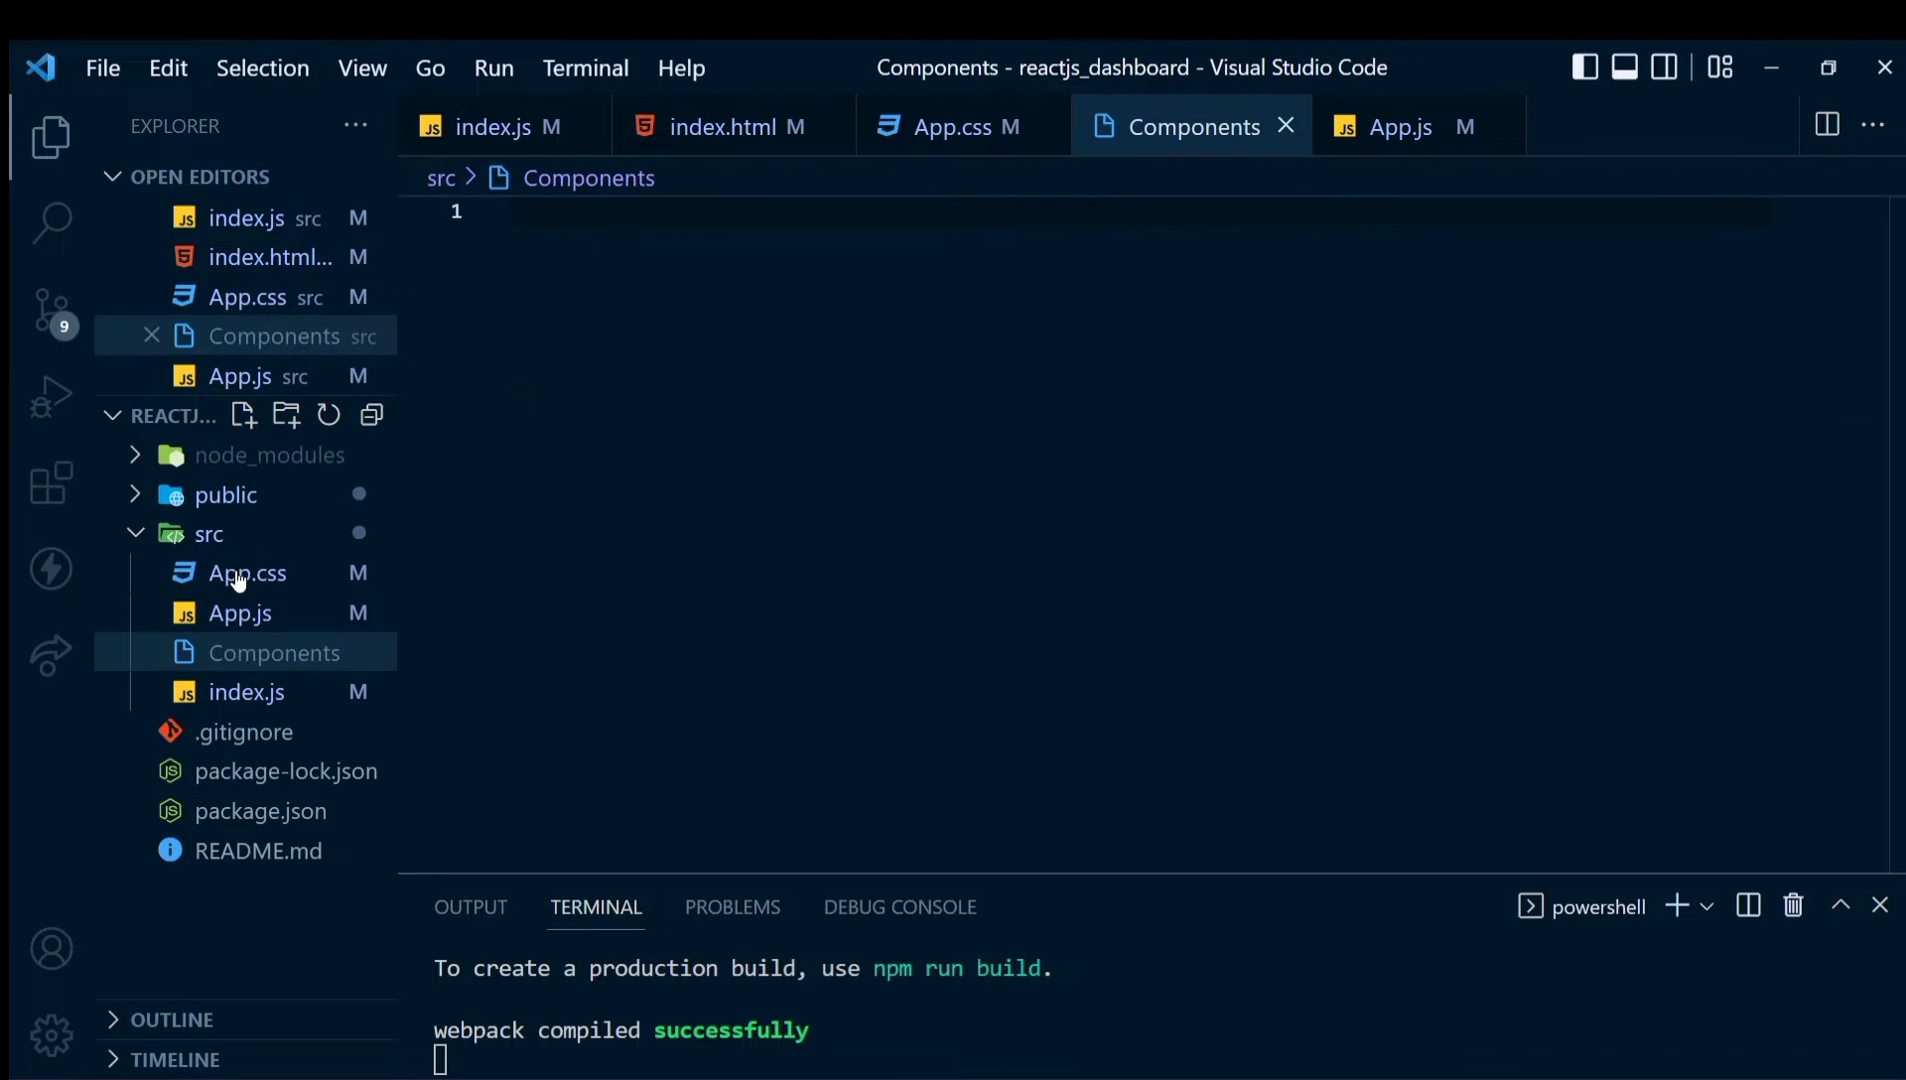 File Edit Selection View Go Run Terminal Help Components - reactjs_dashboard - Visual Studio Code
EXPLORER
index.js M index.html M App.css M Components App.js M
OPEN EDITORS
src > Components
1
index.js src M
index.html... M
App.css src M
Components src
App.js src M
9
REACTJ...
node_modules
public
src
App.css M
App.js M
Components
index.js M
.gitignore
package-lock.json
package.json
README.md
OUTLINE
TIMELINE
OUTPUT TERMINAL PROBLEMS DEBUG CONSOLE powershell
To create a production build, use npm run build.
webpack compiled successfully